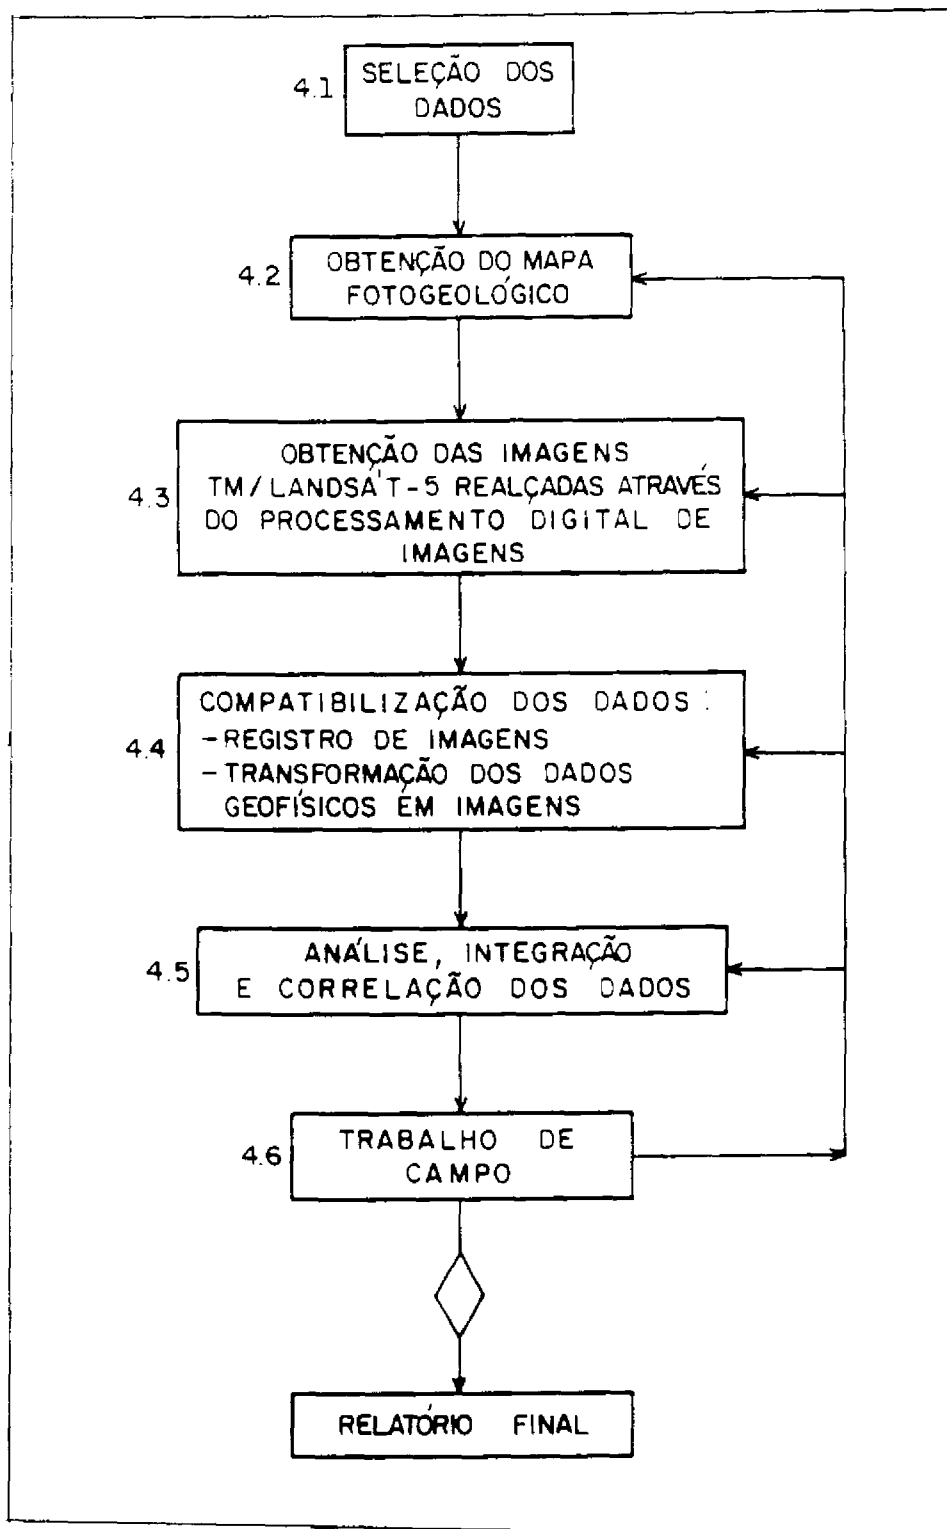 4.1
SELEÇÃO DOS
DADOS
4.2
OBTENÇÃO DO MAPA
FOTOGEOLÓGICO
4.3
OBTENÇÃO DAS IMAGENS
TM/LANDSAT-5 REALÇADAS ATRAVÉS
DO PROCESSAMENTO DIGITAL DE
IMAGENS
4.4
COMPATIBILIZAÇÃO DOS DADOS:
-REGISTRO DE IMAGENS
-TRANSFORMAÇÃO DOS DADOS
GEOFÍSICOS EM IMAGENS
4.5
ANÁLISE, INTEGRAÇÃO
E CORRELAÇÃO DOS DADOS
4.6
TRABALHO DE
CAMPO
RELATÓRIO FINAL